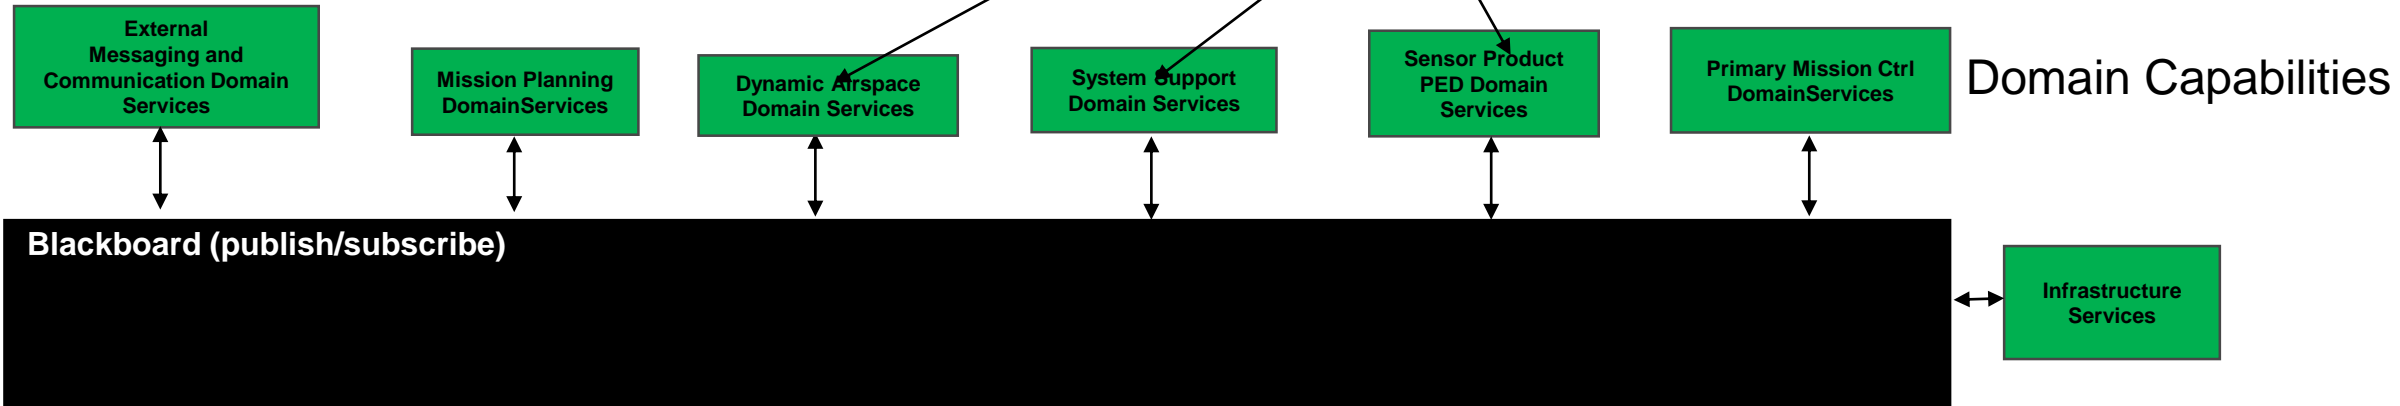 External
Messaging and
Communication Domain
Services
Mission Planning
DomainServices
Dynamic Airspace
Domain Services
System Support
Domain Services
Sensor Product
PED Domain
Services
Primary Mission Ctrl
DomainServices
Domain Capabilities
Blackboard (publish/subscribe)
Infrastructure
Services